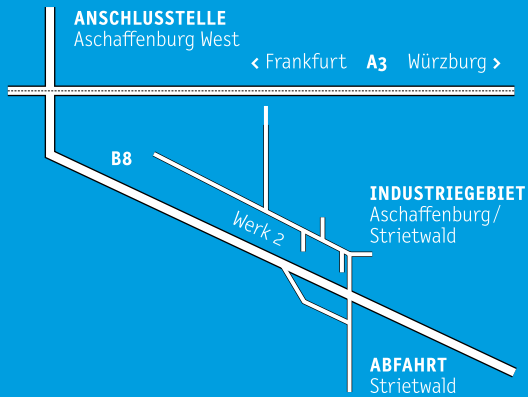 ANSCHLUSSTELLE
Aschaffenburg West
‹ Frankfurt A3 Würzburg ›
B8
INDUSTRIEGEBIET
Aschaffenburg/
Strietwald
Werk 2
ABFAHRT
Strietwald